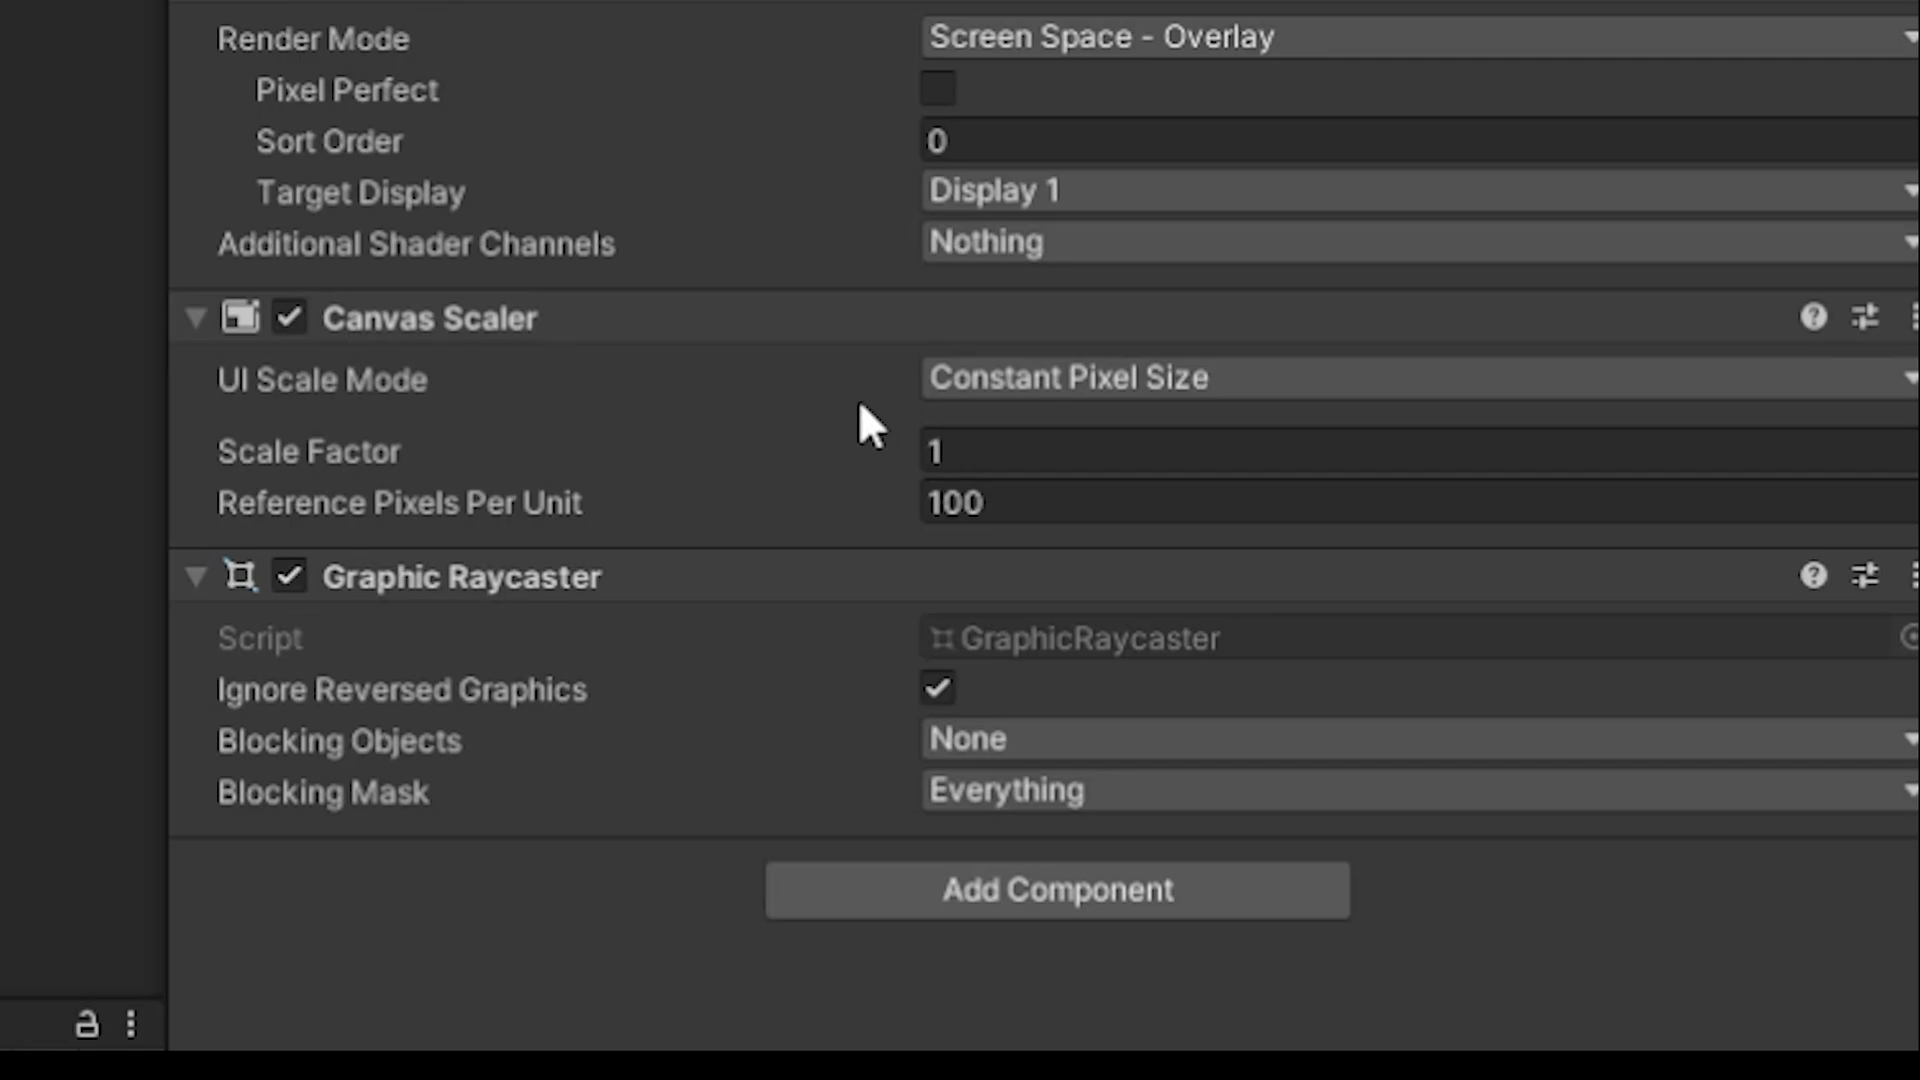 Render Mode Screen Space - Overlay
Pixel Perfect
Sort Order 0
Target Display Display 1
Additional Shader Channels Nothing
Canvas Scaler
UI Scale Mode Constant Pixel Size
Scale Factor 1
Reference Pixels Per Unit 100
Graphic Raycaster
Script GraphicRaycaster
Ignore Reversed Graphics
Blocking Objects None
Blocking Mask Everything
Add Component